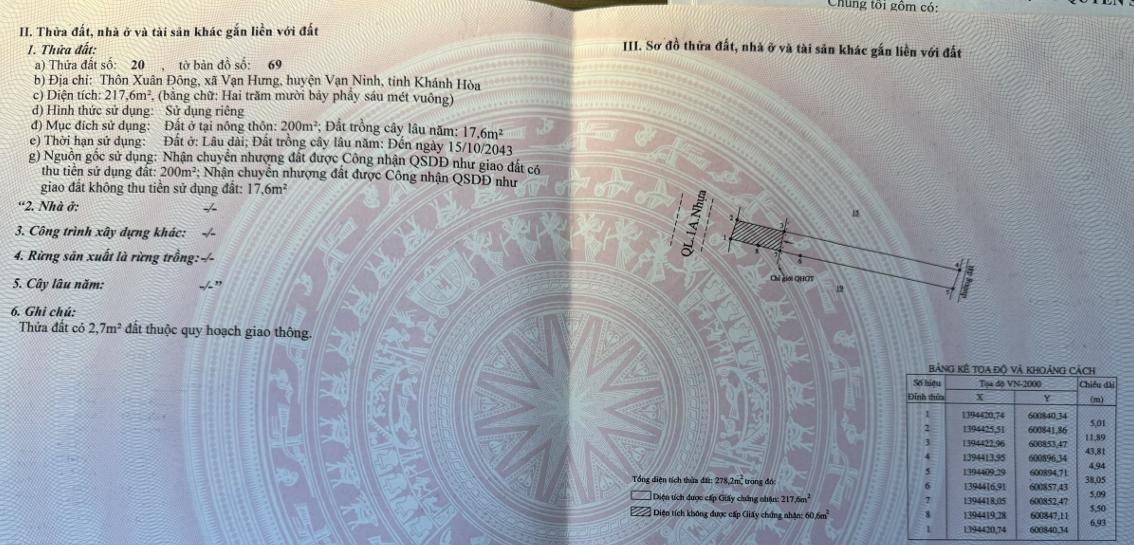 Chúng tôi gồm có:
II. Thửa đất, nhà ở và tài sản khác gắn liền với đất
1. Thửa đất:
a) Thửa đất số: 20 , tờ bản đồ số: 69
b) Địa chỉ: Thôn Xuân Đông, xã Vạn Hưng, huyện Vạn Ninh, tỉnh Khánh Hòa
c) Diện tích: 217,6m², (bằng chữ: Hai trăm mười bảy phẩy sáu mét vuông)
d) Hình thức sử dụng: Sử dụng riêng
đ) Mục đích sử dụng: Đất ở tại nông thôn: 200m²; Đất trồng cây lâu năm: 17,6m²
e) Thời hạn sử dụng: Đất ở: Lâu dài; Đất trồng cây lâu năm: Đến ngày 15/10/2043
g) Nguồn gốc sử dụng: Nhận chuyển nhượng đất được Công nhận QSDĐ như giao đất có
thu tiền sử dụng đất: 200m²; Nhận chuyển nhượng đất được Công nhận QSDĐ như
giao đất không thu tiền sử dụng đất: 17,6m²
“2. Nhà ở: -/-
3. Công trình xây dựng khác: -/-
4. Rừng sản xuất là rừng trồng: -/-
5. Cây lâu năm: -/-”
6. Ghi chú:
Thửa đất có 2,7m² đất thuộc quy hoạch giao thông.
III. Sơ đồ thửa đất, nhà ở và tài sản khác gắn liền với đất
QL.1A.Nhựa
2
3
1
8
7
6
4
5
Chỉ giới QHGT
19
Tổng diện tích thửa đất: 278,2m², trong đó:
Diện tích được cấp Giấy chứng nhận: 217,6m²
Diện tích không được cấp Giấy chứng nhận: 60,6m²
BẢNG KÊ TOẠ ĐỘ VÀ KHOẢNG CÁCH
Số hiệu Tọa độ VN-2000 Chiều dài
Đỉnh thửa X Y (m)
1 1394420,74 600840,34
5,01
2 1394425,51 600841,86
11,89
3 1394422,96 600853,47
43,81
4 1394413,95 600896,34
4,94
5 1394409,29 600894,71
38,05
6 1394416,91 600857,43
5,09
7 1394418,05 600852,47
5,50
8 1394419,28 600847,11
6,93
1 1394420,74 600840,34